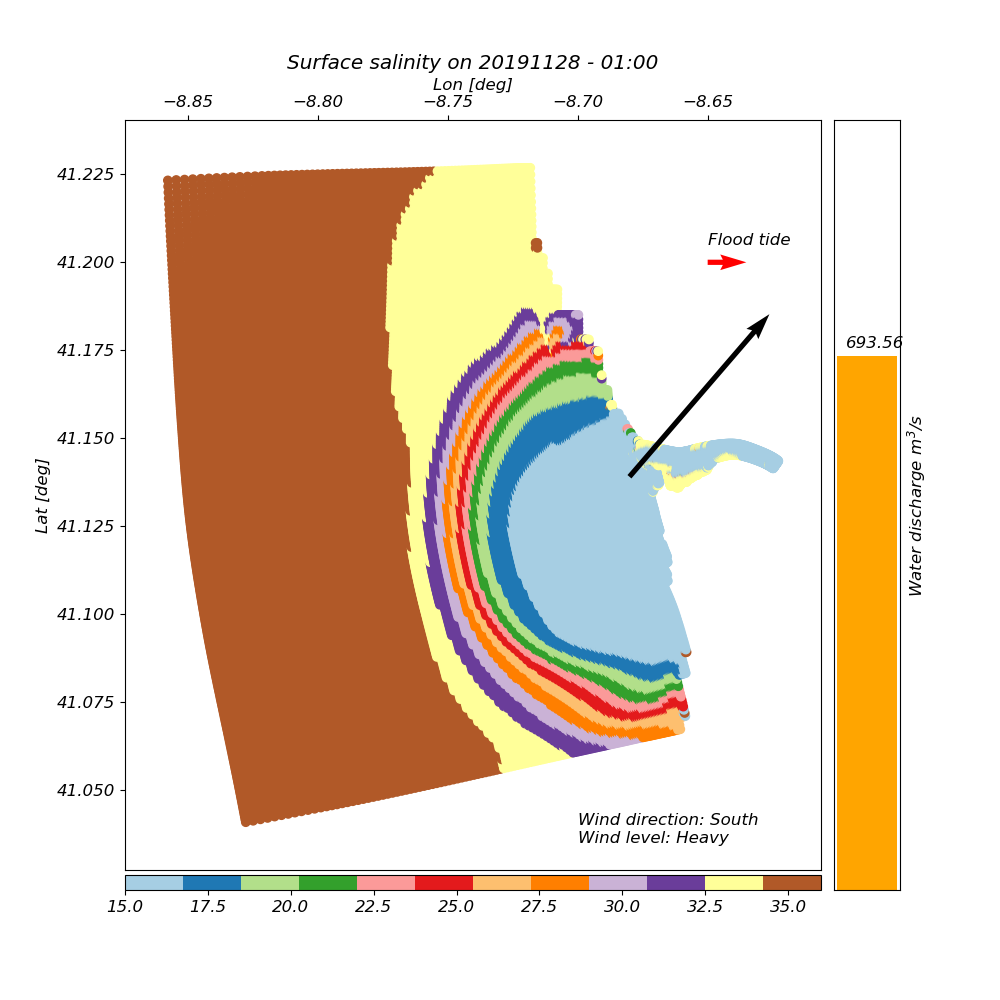 Surface salinity on 20191128 - 01:00
Lon [deg]
−8.85 −8.80 −8.75 −8.70 −8.65
41.225
41.200
41.175
41.150
41.125
41.100
41.075
41.050
Lat [deg]
Flood tide
693.56
Water discharge m³/s
Wind direction: South
Wind level: Heavy
15.0 17.5 20.0 22.5 25.0 27.5 30.0 32.5 35.0